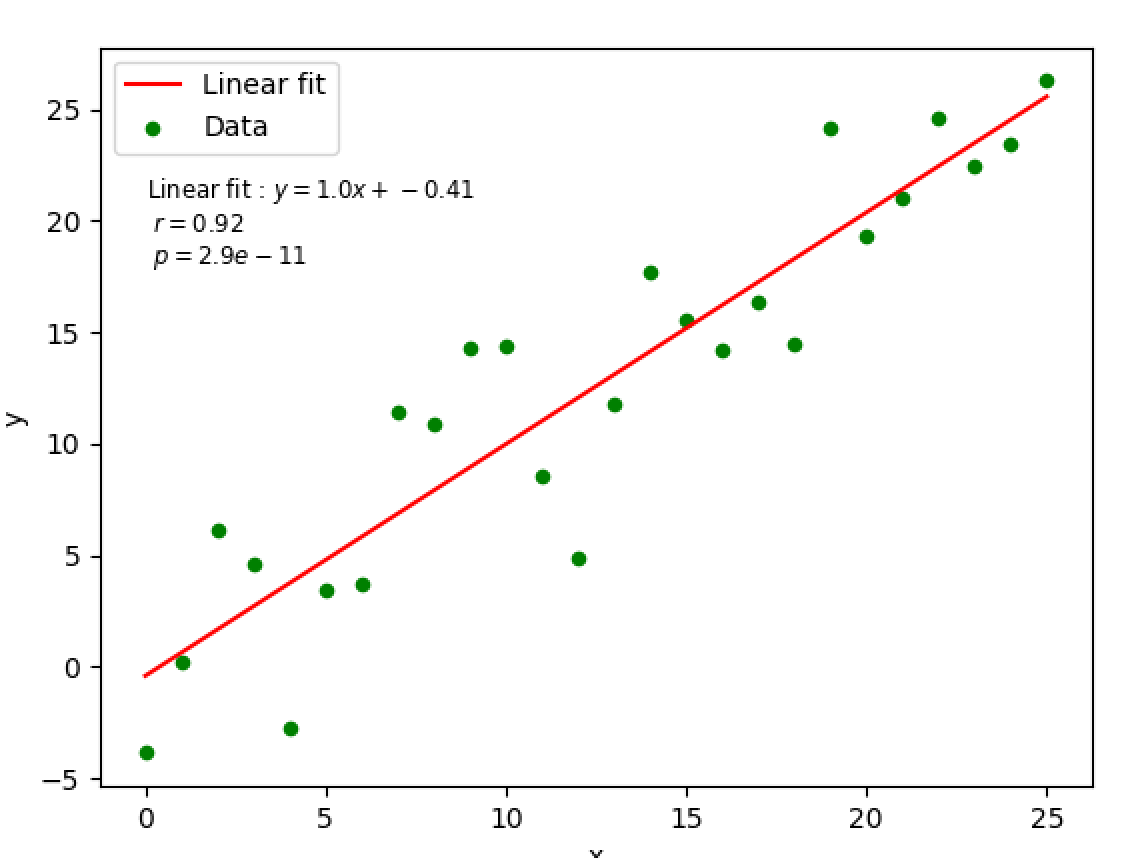 Linear fit
Data
Linear fit : y = 1.0x + −0.41
r = 0.92
p = 2.9e − 11
25
20
15
10
5
0
−5
y
0 5 10 15 20 25
x